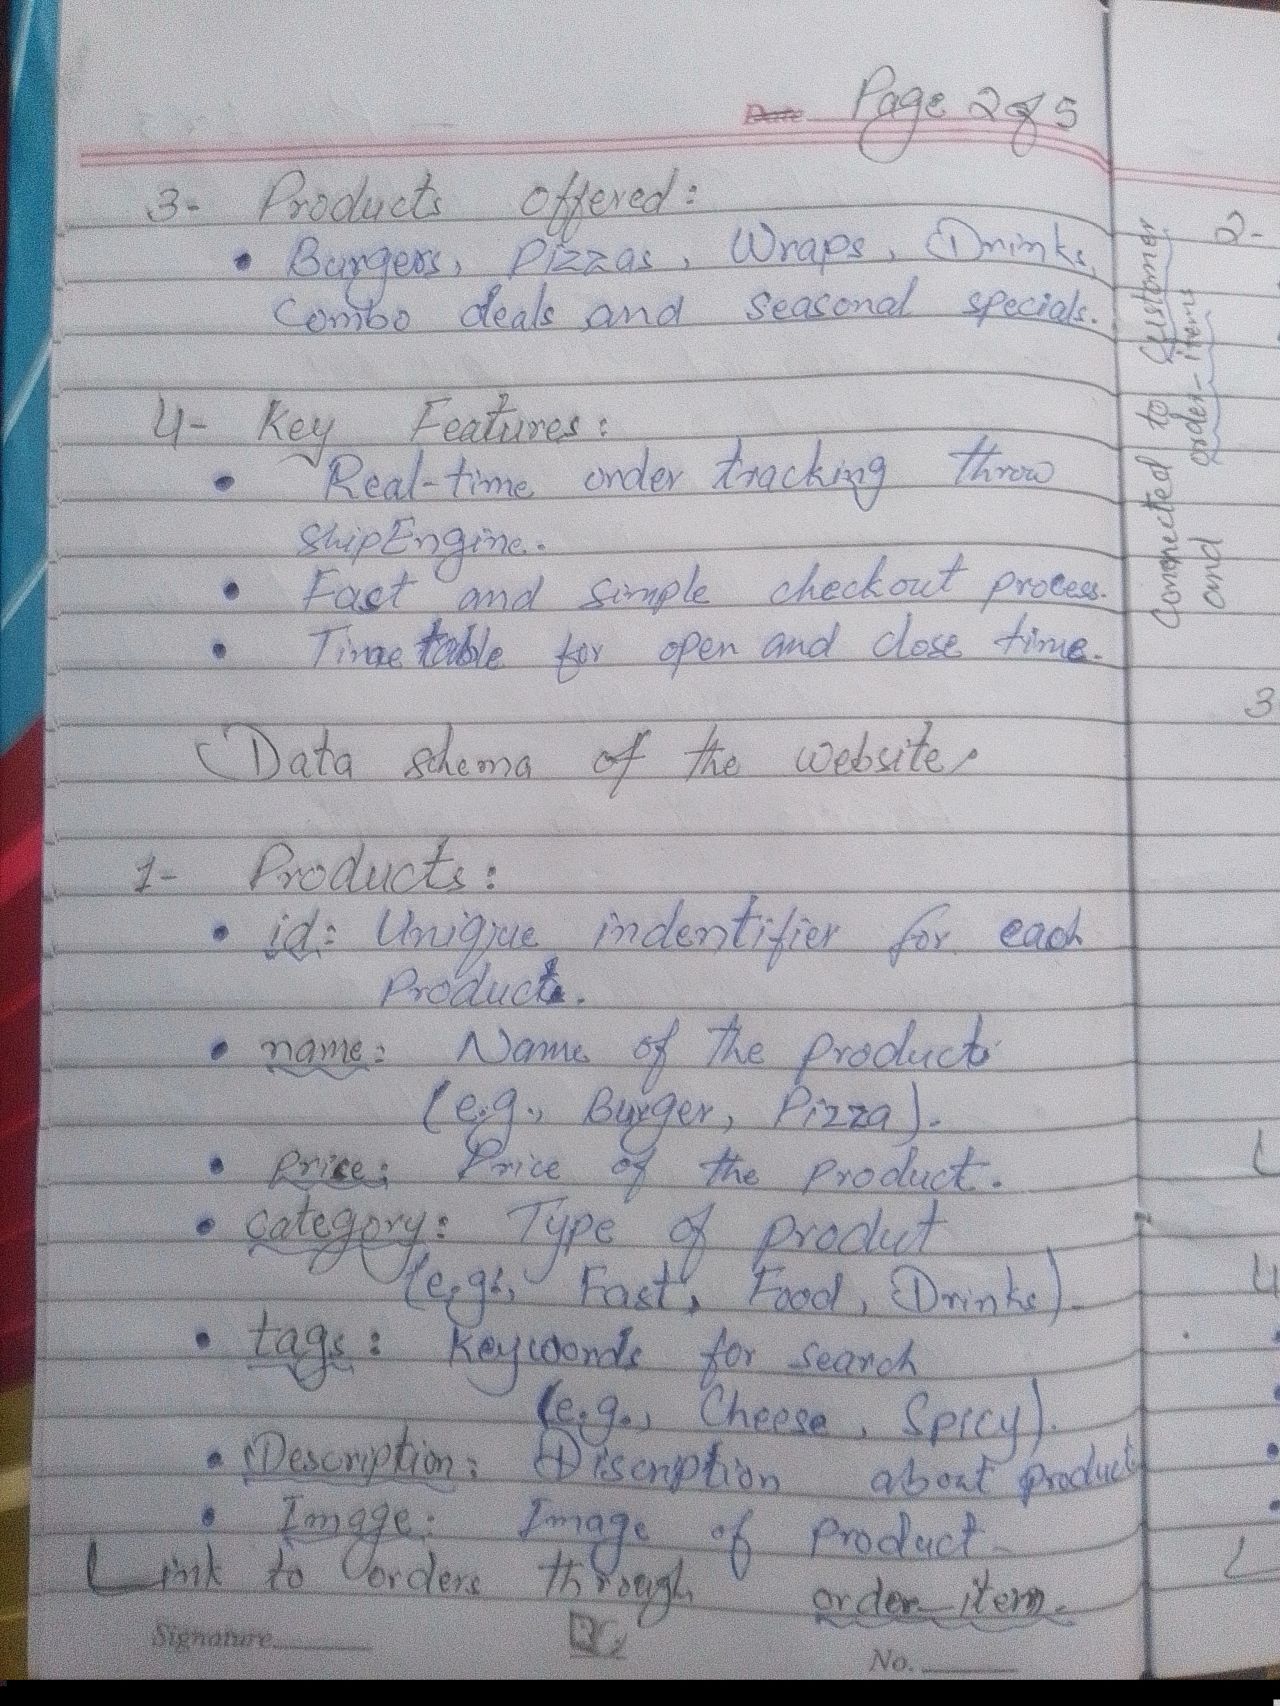 Date Page 2 of 5
3- Products offered:
• Burgers, Pizzas, Wraps, Drinks,
Combo deals and seasonal specials.
4- Key Features:
• Real-time order tracking throw
ShipEngine.
• Fast and simple checkout process.
• Time table for open and close time.
Data schema of the website.
1- Products:
• id: Unique indentifier for each
Product.
• name: Name of the product
(e.g., Burger, Pizza).
• Price: Price of the product.
• category: Type of product
(e.g., Fast, Food, Drinks).
• tags: Keywords for search
(e.g., Cheese, Spicy).
• Description: Discription about product
• Image: Image of product
Link to orders through order-item.
Signature
No.
Connected to Customer
and order-items
2-
3
4